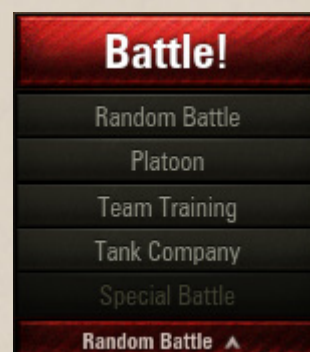 Battle!
Random Battle
Platoon
Team Training
Tank Company
Special Battle
Random Battle